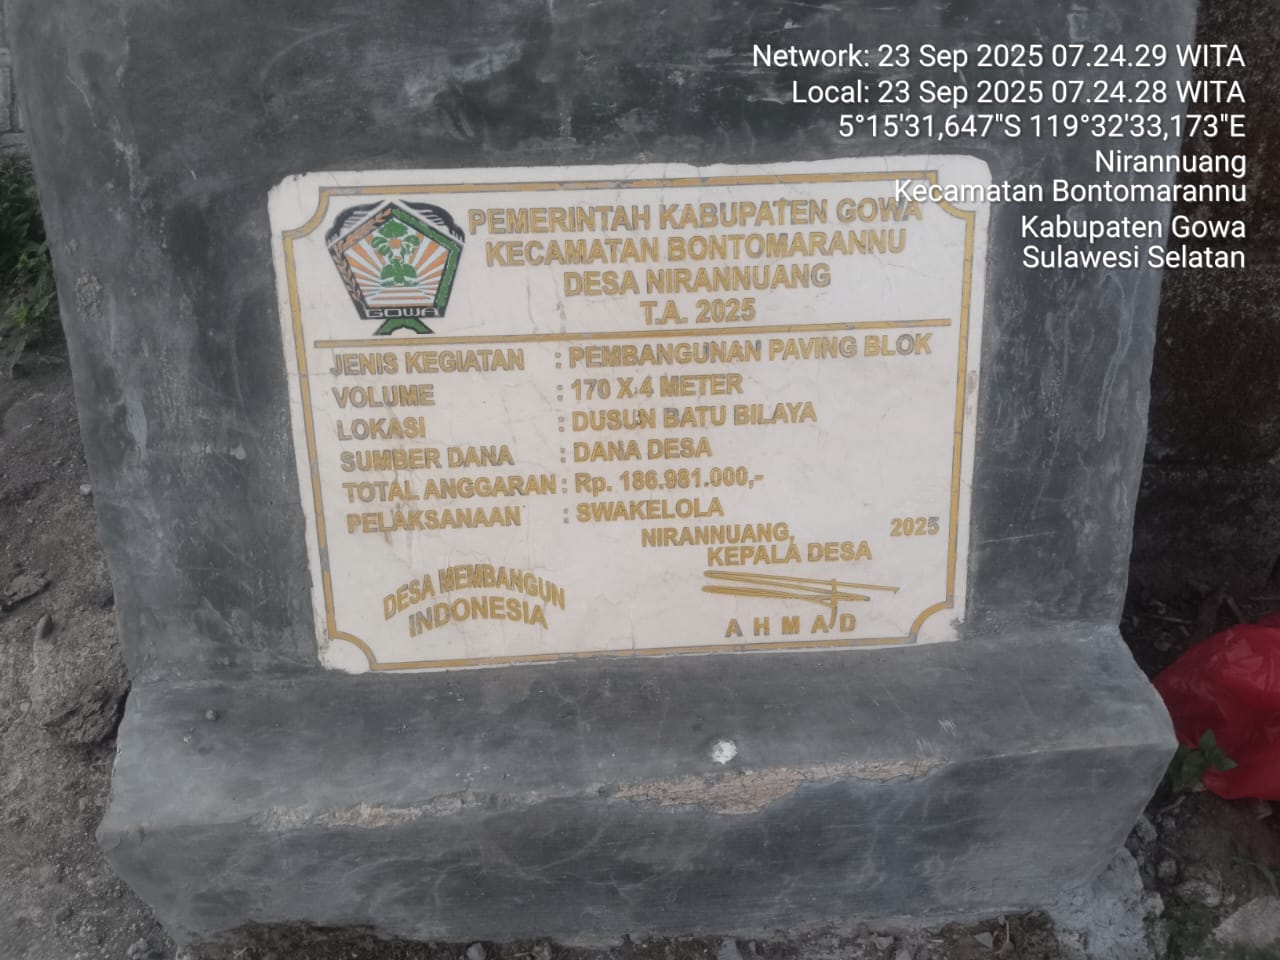 Network: 23 Sep 2025 07.24.29 WITA
Local: 23 Sep 2025 07.24.28 WITA
5°15'31,647"S 119°32'33,173"E
Nirannuang
Kecamatan Bontomarannu
Kabupaten Gowa
Sulawesi Selatan
GOWA
PEMERINTAH KABUPATEN GOWA
KECAMATAN BONTOMARANNU
DESA NIRANNUANG
T.A. 2025
JENIS KEGIATAN : PEMBANGUNAN PAVING BLOK
VOLUME : 170 X 4 METER
LOKASI : DUSUN BATU BILAYA
SUMBER DANA : DANA DESA
TOTAL ANGGARAN : Rp. 186.981.000,-
PELAKSANAAN : SWAKELOLA
NIRANNUANG, 2025
KEPALA DESA
DESA MEMBANGUN
INDONESIA
AHMAD